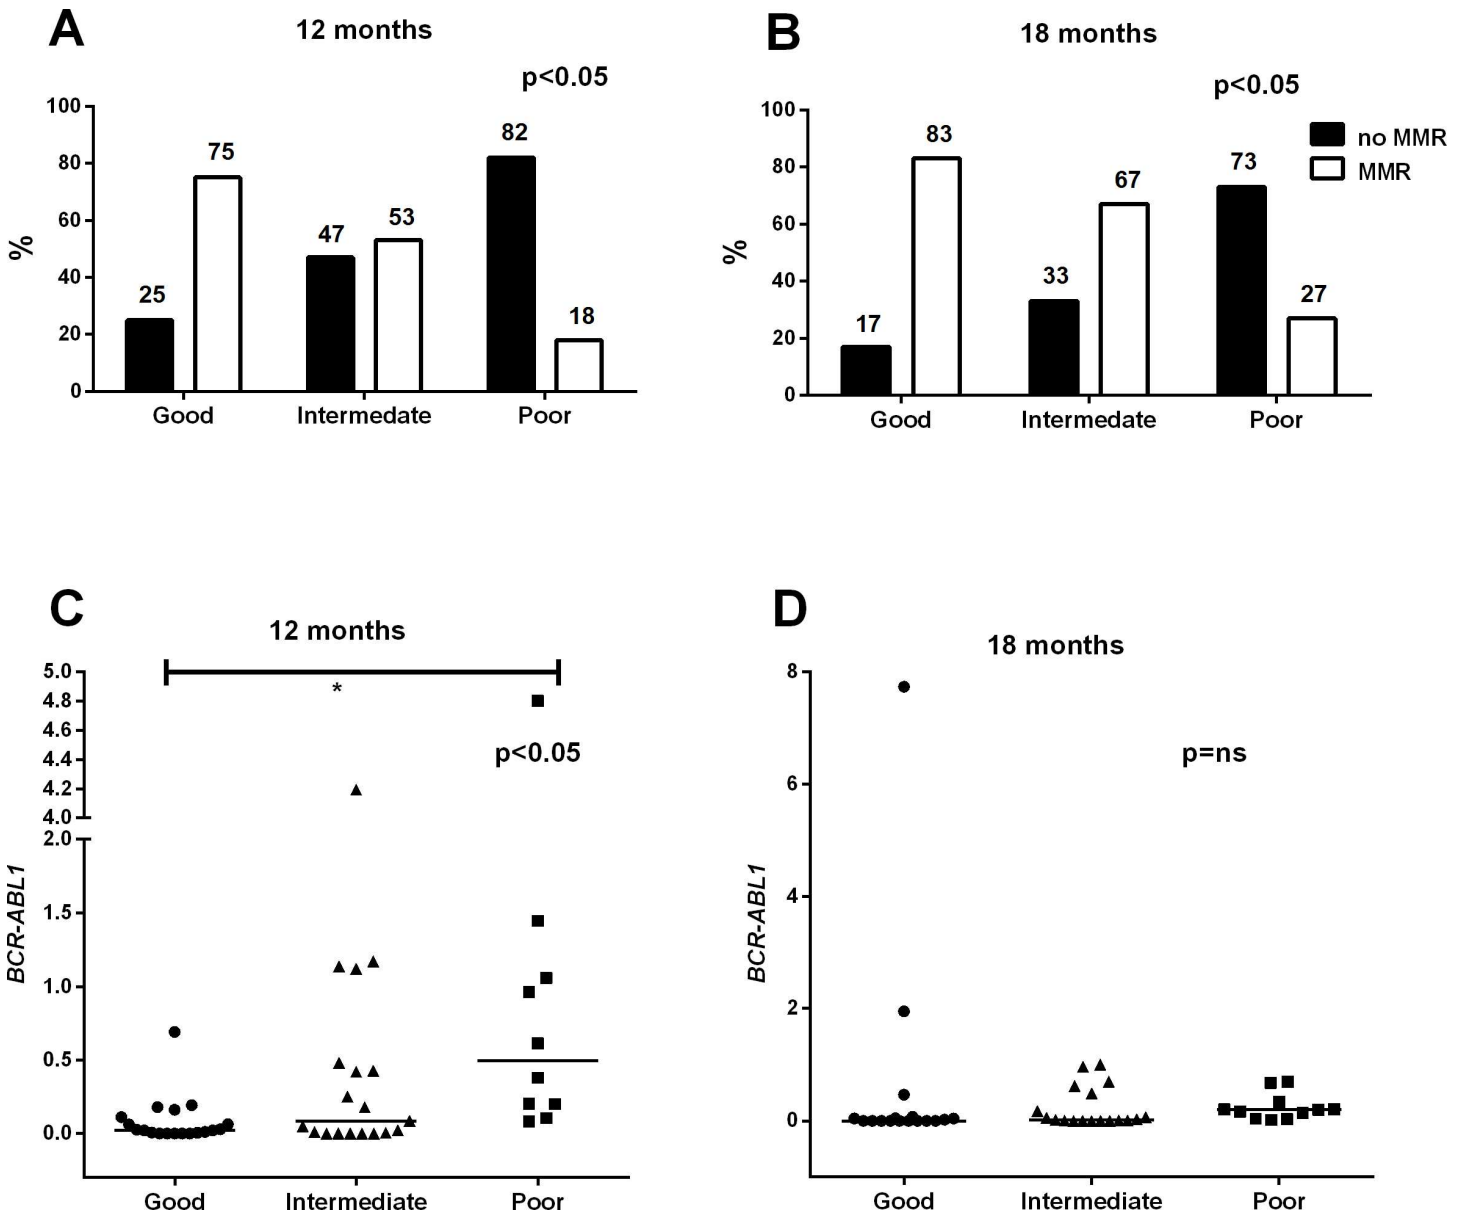 A
12 months
p<0.05
%
100
80
60
40
20
0
25
75
47
53
82
18
Good
Intermedate
Poor
B
18 months
p<0.05
no MMR
MMR
%
100
80
60
40
20
0
17
83
33
67
73
27
Good
Intermedate
Poor
C
12 months
*
p<0.05
BCR-ABL1
5.0
4.8
4.6
4.4
4.2
4.0
2.0
1.5
1.0
0.5
0.0
Good
Intermediate
Poor
D
18 months
p=ns
BCR-ABL1
8
6
4
2
0
Good
Intermediate
Poor